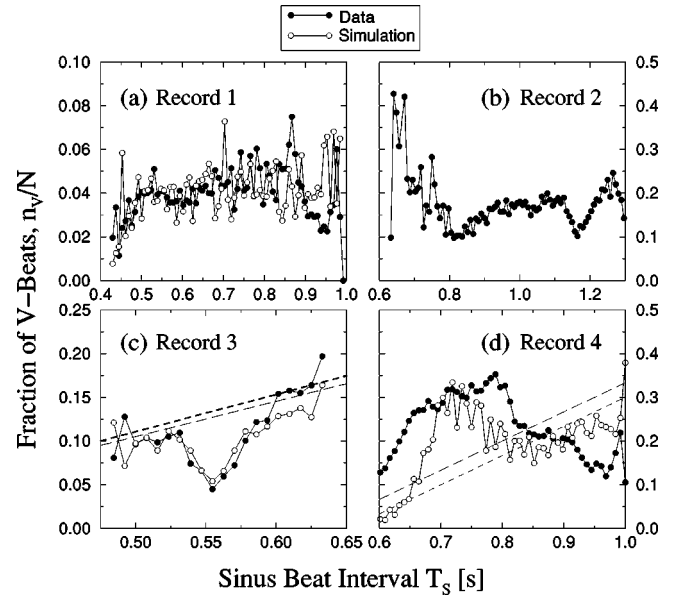 Data
Simulation
Fraction of V−Beats, n_V/N
0.10
0.08
0.06
0.04
0.02
0.00
(a) Record 1
0.4 0.5 0.6 0.7 0.8 0.9 1.0
(b) Record 2
0.5
0.4
0.3
0.2
0.1
0.0
0.6 0.8 1.0 1.2
0.25
0.20
0.15
0.10
0.05
0.00
(c) Record 3
0.50 0.55 0.60 0.65
(d) Record 4
0.5
0.4
0.3
0.2
0.1
0.0
0.6 0.7 0.8 0.9 1.0
Sinus Beat Interval T_S [s]